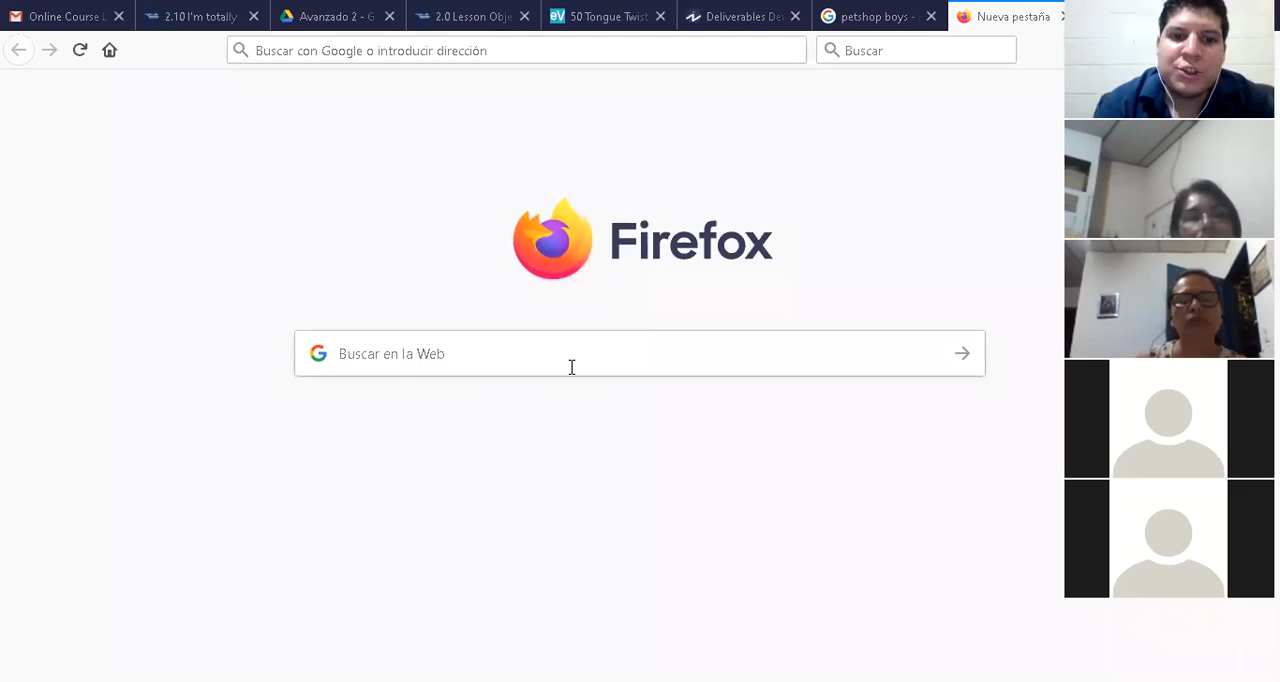 Online Course
2.10 I'm totally
Avanzado 2 - G
2.0 Lesson Obje
50 Tongue Twist
Deliverables De
petshop boys -
Nueva pestaña
Buscar con Google o introducir dirección
Buscar
Firefox
Buscar en la Web